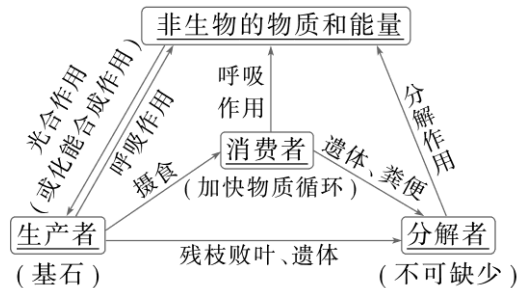 非生物的物质和能量
光合作用
(或化能合成作用)
呼吸作用
呼吸
作用
分解作用
消费者
(加快物质循环)
摄食
遗体、粪便
生产者
(基石)
残枝败叶、遗体
分解者
(不可缺少)